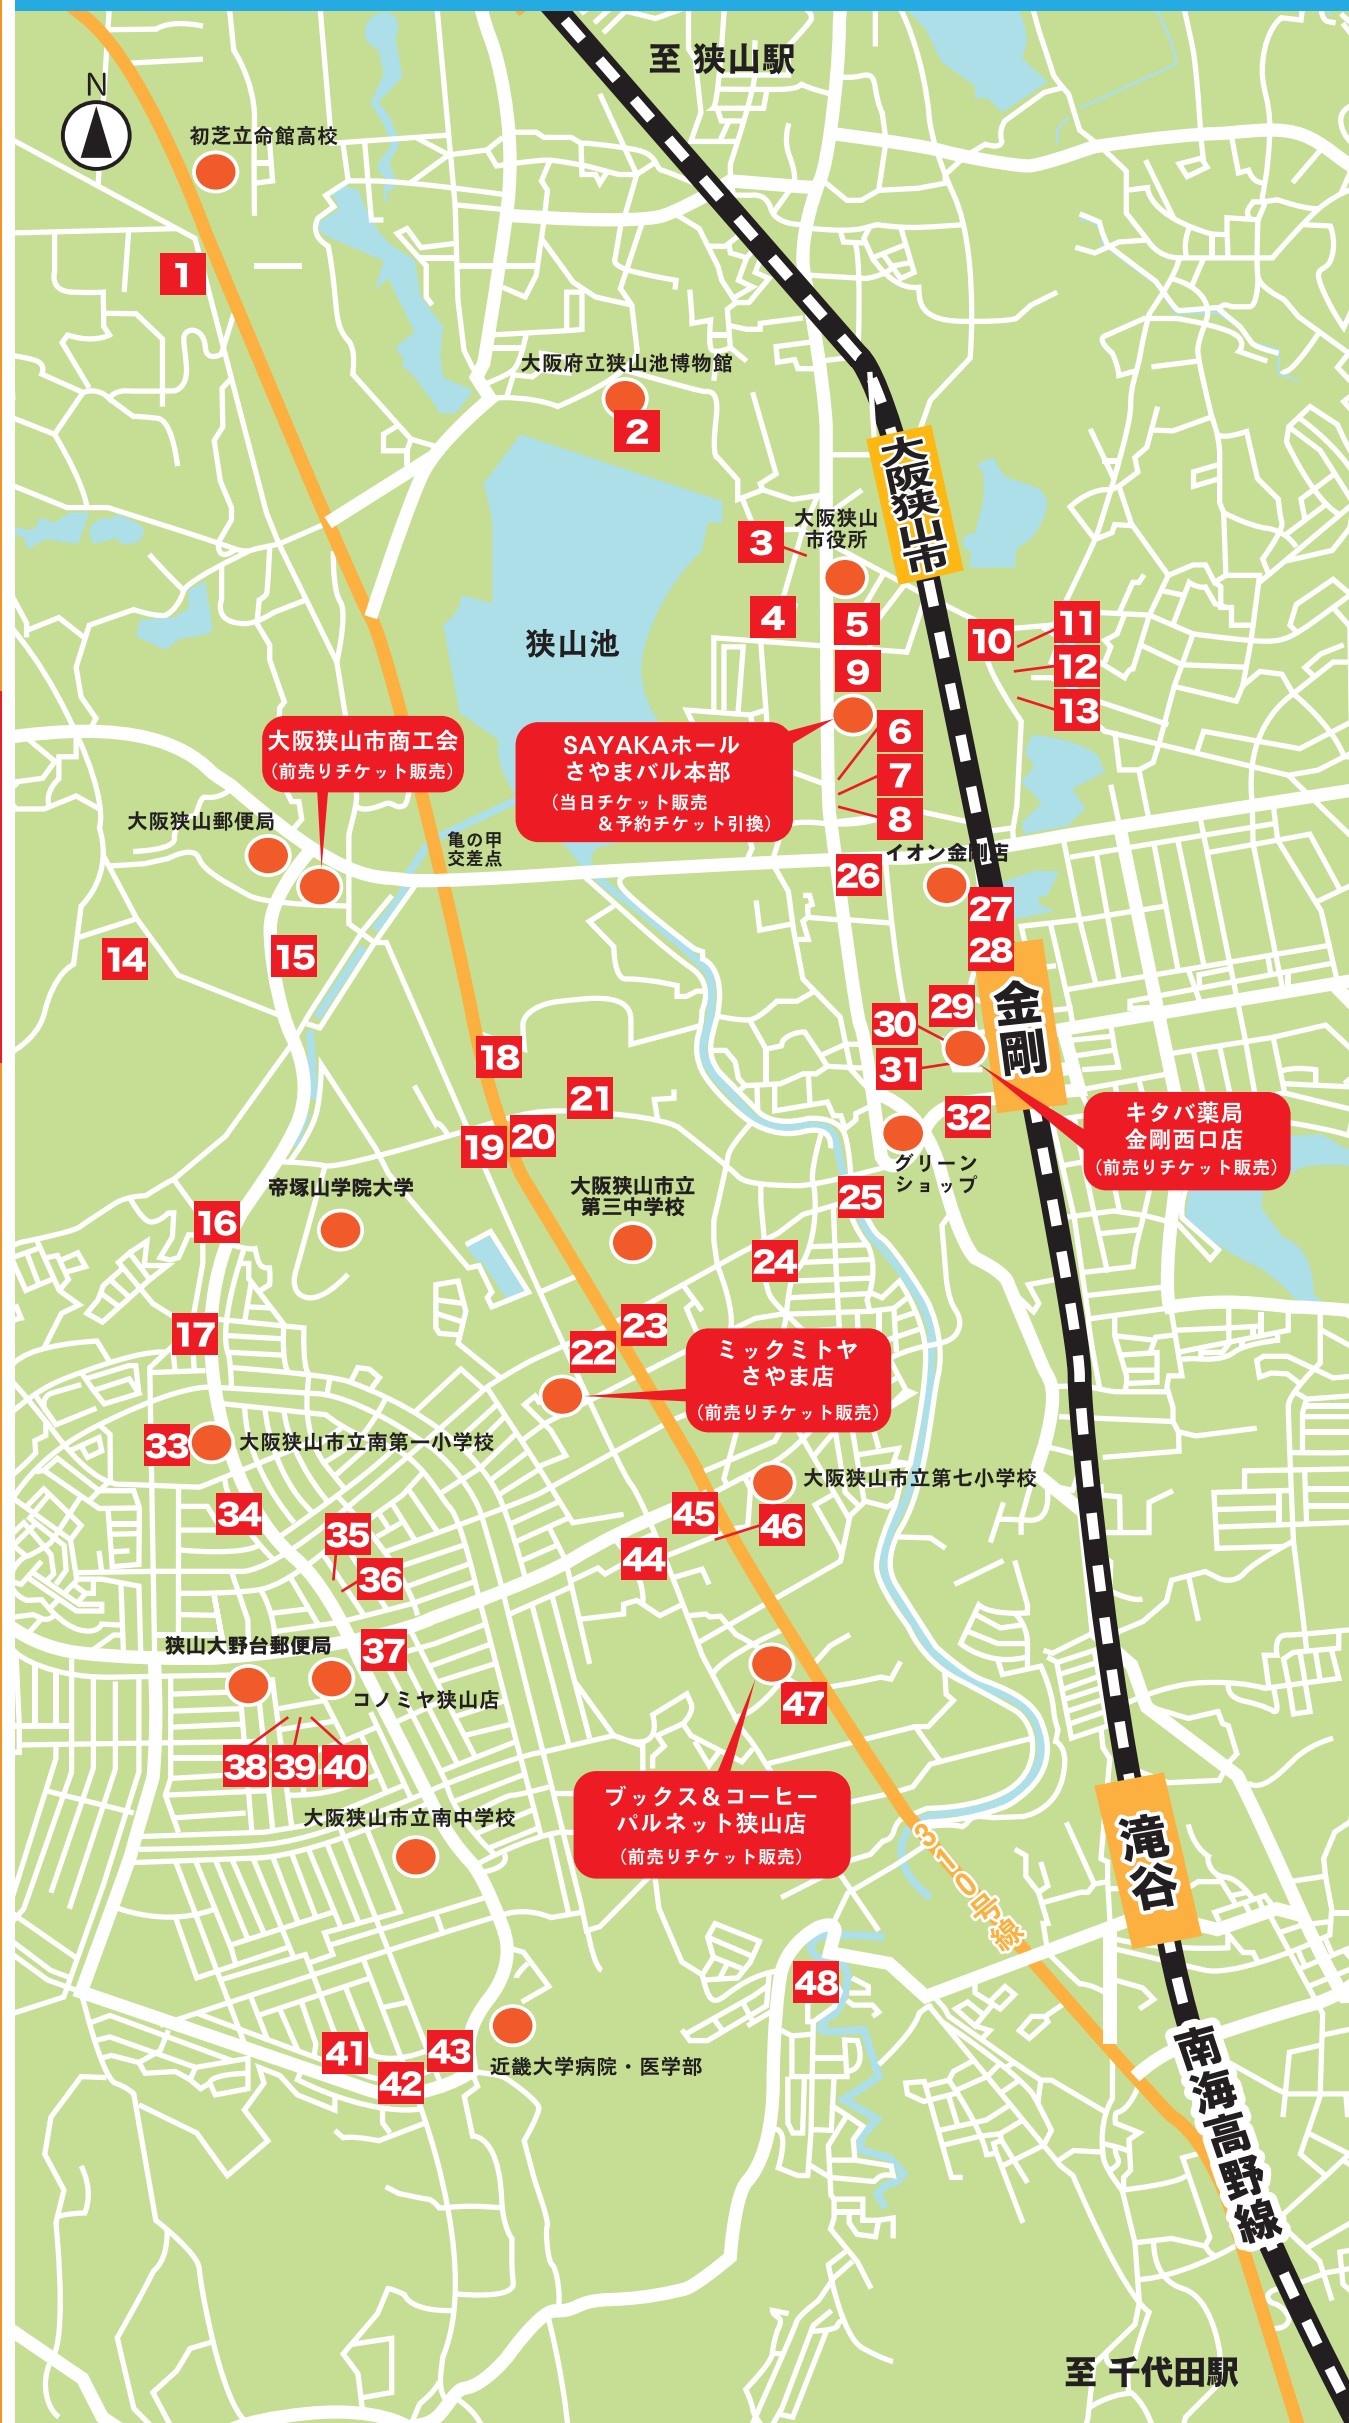 至 狭山駅
N
初芝立命館高校
1
大阪府立狭山池博物館
2
大阪狭山市
大阪狭山
市役所
3
4
5
狭山池
9
10
11
12
13
大阪狭山市商工会
（前売りチケット販売）
SAYAKAホール
さやまバル本部
（当日チケット販売
＆予約チケット引換）
6
7
8
大阪狭山郵便局
亀の甲
交差点
イオン金剛店
26
27
28
14
15
金剛
29
30
31
18
21
32
キタバ薬局
金剛西口店
（前売りチケット販売）
19
20
グリーン
ショップ
帝塚山学院大学
大阪狭山市立
第三中学校
25
16
24
17
22
23
ミックミトヤ
さやま店
（前売りチケット販売）
33
大阪狭山市立南第一小学校
大阪狭山市立第七小学校
34
35
36
45
46
44
狭山大野台郵便局
37
コノミヤ狭山店
47
38
39
40
ブックス＆コーヒー
パルネット狭山店
（前売りチケット販売）
大阪狭山市立南中学校
310号線
滝谷
48
41
42
43
近畿大学病院・医学部
南海高野線
至 千代田駅